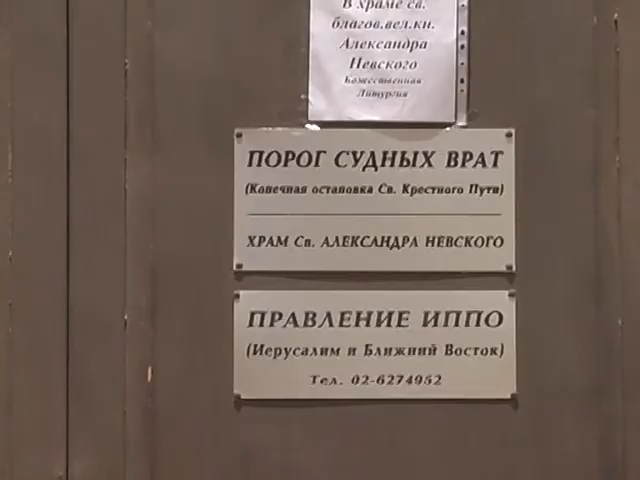 В храме св.
благов.вел.кн.
Александра
Невского
Божественная
Литургия
ПОРОГ СУДНЫХ ВРАТ
(Конечная остановка Св. Крестного Пути)
ХРАМ Св. АЛЕКСАНДРА НЕВСКОГО
ПРАВЛЕНИЕ ИППО
(Иерусалим и Ближний Восток)
Тел. 02-6274952